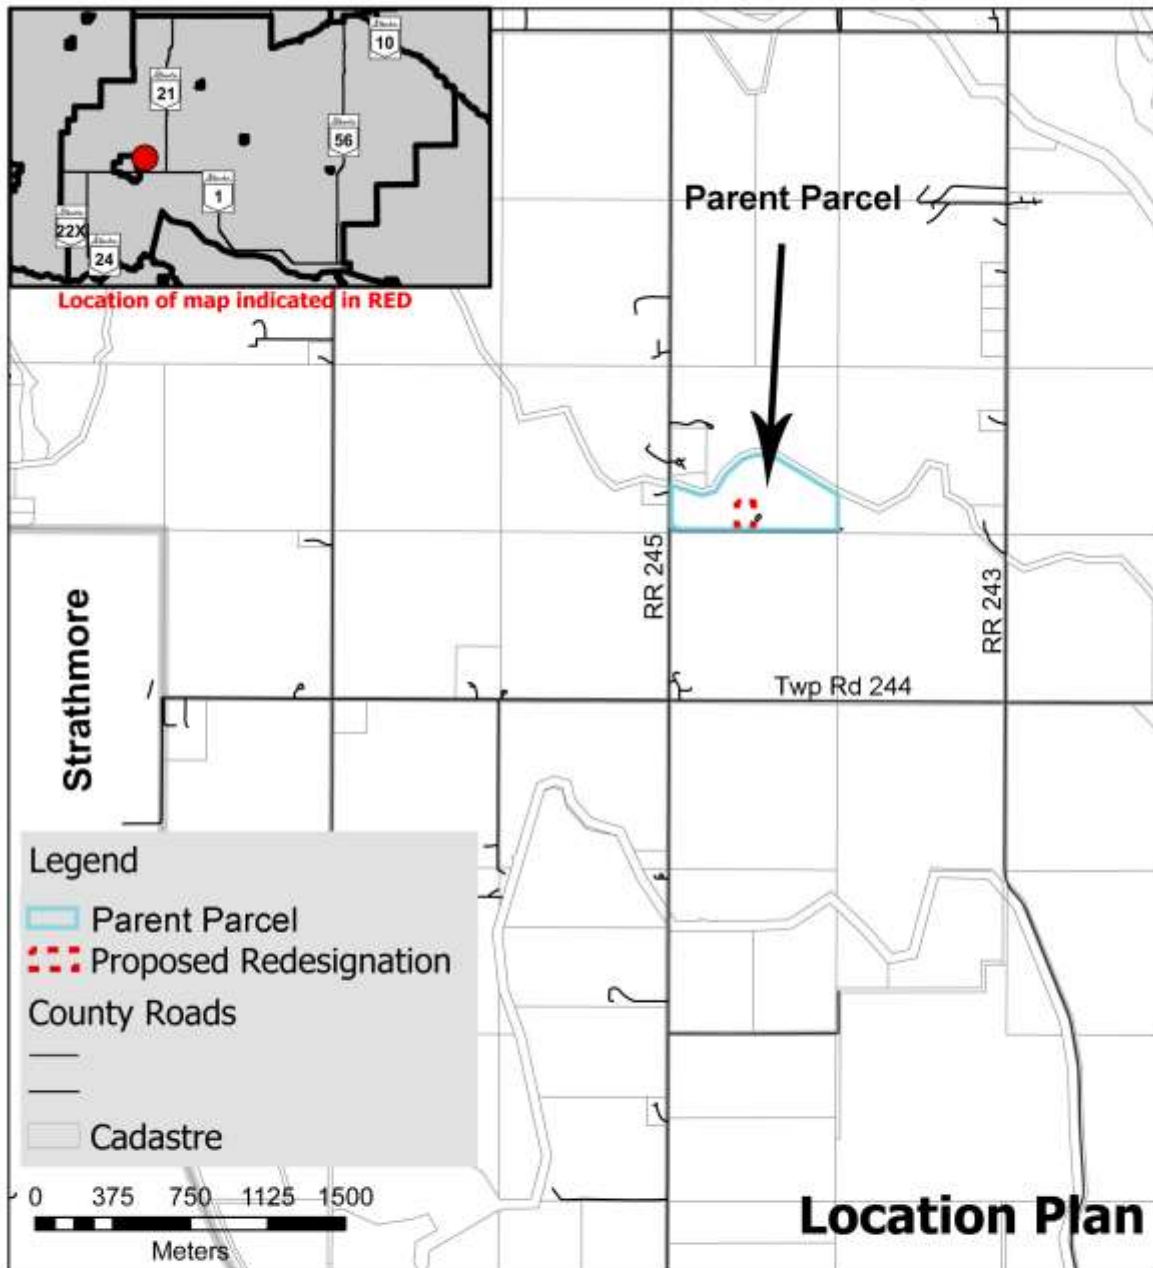 10
21
56
1
22X
24
Location of map indicated in RED
Parent Parcel
RR 245
RR 243
Twp Rd 244
Strathmore
Legend
Parent Parcel
Proposed Redesignation
County Roads
Cadastre
0 375 750 1125 1500
Meters
Location Plan